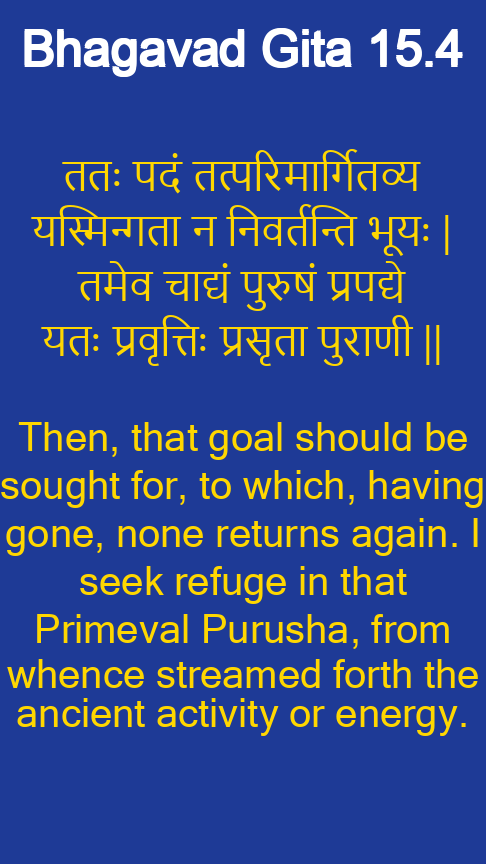 Bhagavad Gita 15.4
ततः पदं तत्परिमार्गितव्य
यस्मिन्गता न निवर्तन्ति भूयः |
तमेव चाद्यं पुरुषं प्रपद्ये
यतः प्रवृत्तिः प्रसृता पुराणी ||
Then, that goal should be
sought for, to which, having
gone, none returns again. I
seek refuge in that
Primeval Purusha, from
whence streamed forth the
ancient activity or energy.